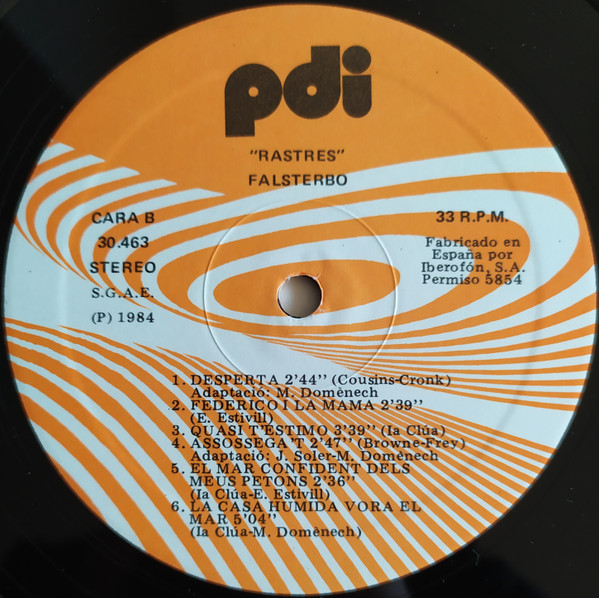 pdi
"RASTRES"
FALSTERBO
CARA B
30.463
STEREO
S.G.A.E.
(P) 1984
33 R.P.M.
Fabricado en
España por
Iberofón, S.A.
Permiso 5854
1. DESPERTA 2'44'' (Cousins-Cronk)
Adaptació: M. Domènech
2. FEDERICO I LA MAMA 2'39''
(E. Estivill)
3. QUASI T'ESTIMO 3'39'' (Ia Clúa)
4. ASSOSSEGA'T 2'47'' (Browne-Frey)
Adaptació: J. Soler-M. Domènech
5. EL MAR CONFIDENT DELS
MEUS PETONS 2'36''
(Ia Clúa-E. Estivill)
6. LA CASA HUMIDA VORA EL
MAR 5'04''
(Ia Clúa-M. Domènech)